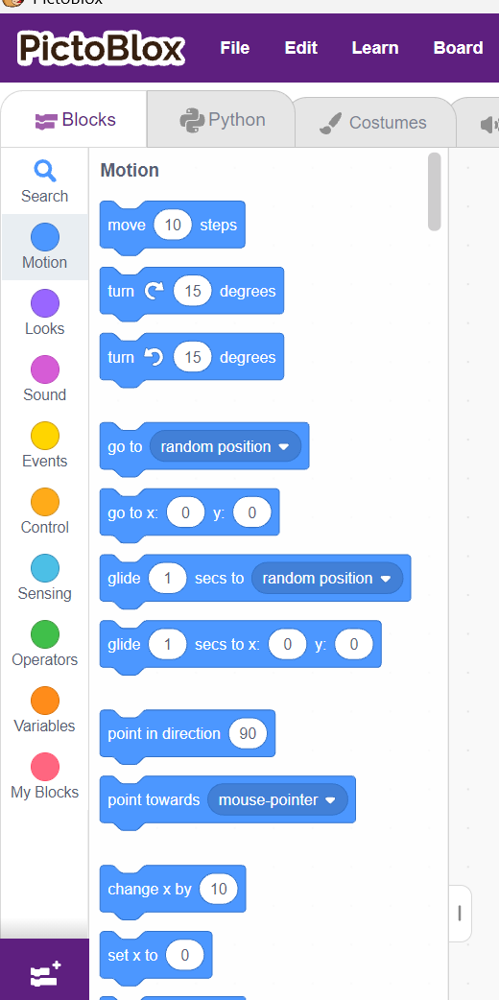 PictoBlox
PictoBlox File Edit Learn Board
Blocks Python Costumes
Search
Motion
Looks
Sound
Events
Control
Sensing
Operators
Variables
My Blocks
Motion
move 10 steps
turn 15 degrees
turn 15 degrees
go to random position
go to x: 0 y: 0
glide 1 secs to random position
glide 1 secs to x: 0 y: 0
point in direction 90
point towards mouse-pointer
change x by 10
set x to 0